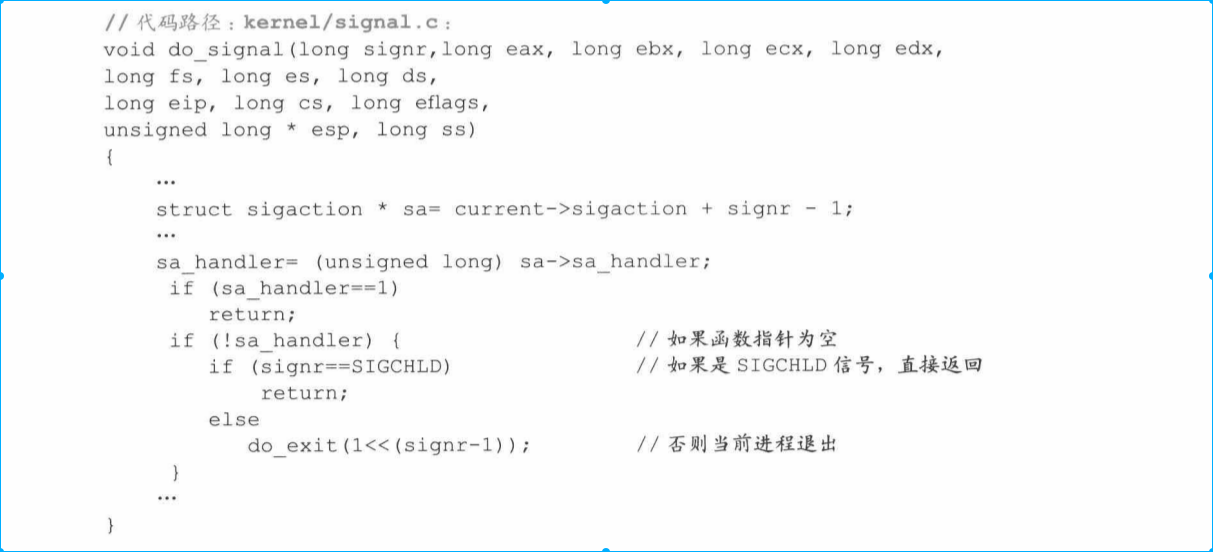 // 代码路径：kernel/signal.c：
void do_signal(long signr,long eax, long ebx, long ecx, long edx,
long fs, long es, long ds,
long eip, long cs, long eflags,
unsigned long * esp, long ss)
{
…
struct sigaction * sa= current->sigaction + signr - 1;
…
sa_handler= (unsigned long) sa->sa_handler;
if (sa_handler==1)
return;
if (!sa_handler) { // 如果函数指针为空
if (signr==SIGCHLD) // 如果是 SIGCHLD 信号，直接返回
return;
else
do_exit(1<<(signr-1)); // 否则当前进程退出
}
…
}